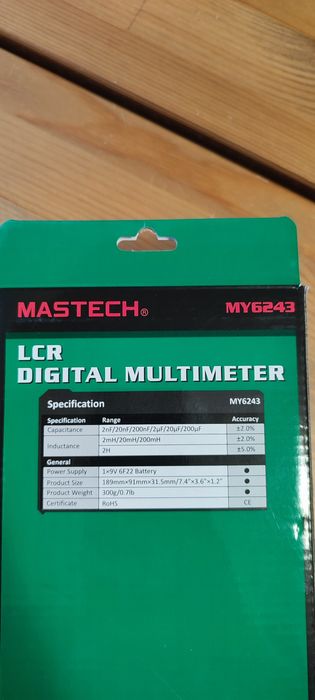 MASTECH® MY6243
LCR
DIGITAL MULTIMETER
Specification MY6243
Specification Range Accuracy
Capacitance 2nF/20nF/200nF/2μF/20μF/200μF ±2.0%
Inductance 2mH/20mH/200mH ±2.0%
2H ±5.0%
General
Power Supply 1×9V 6F22 Battery ●
Product Size 189mm×91mm×31.5mm/7.4"×3.6"×1.2" ●
Product Weight 300g/0.7lb ●
Certificate RoHS CE